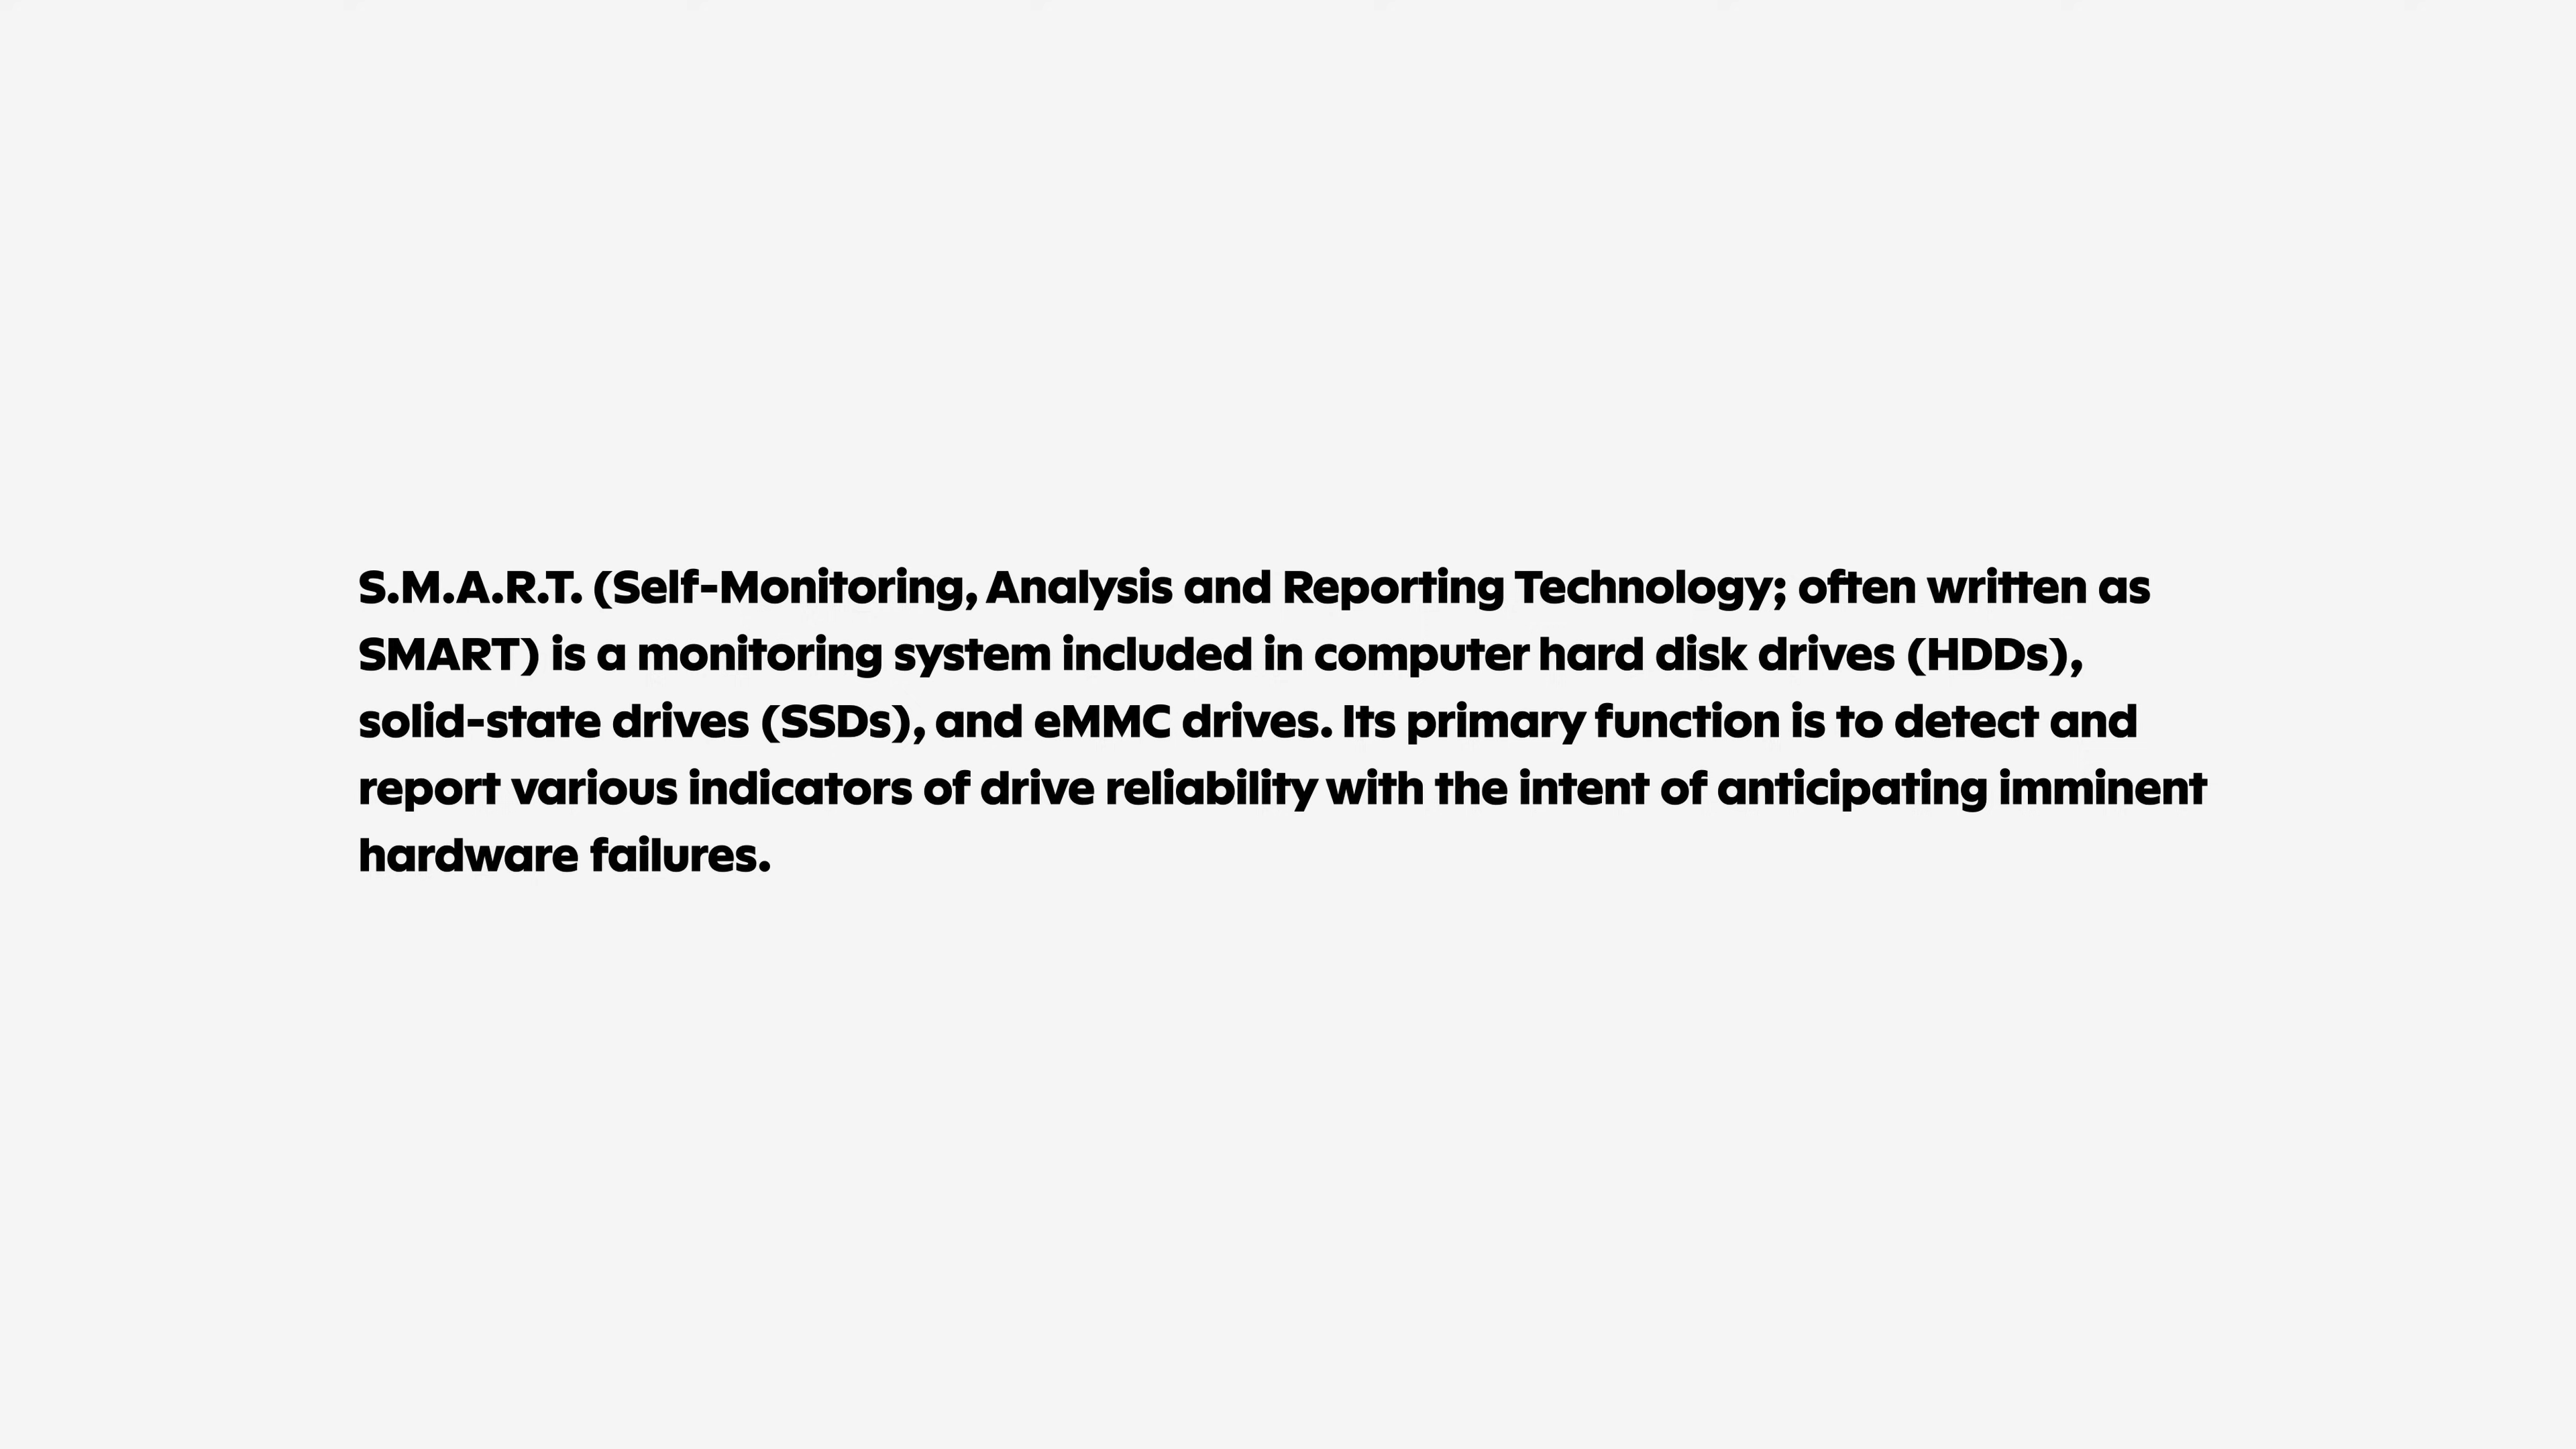 S.M.A.R.T. (Self-Monitoring, Analysis and Reporting Technology; often written as
SMART) is a monitoring system included in computer hard disk drives (HDDs),
solid-state drives (SSDs), and eMMC drives. Its primary function is to detect and
report various indicators of drive reliability with the intent of anticipating imminent
hardware failures.